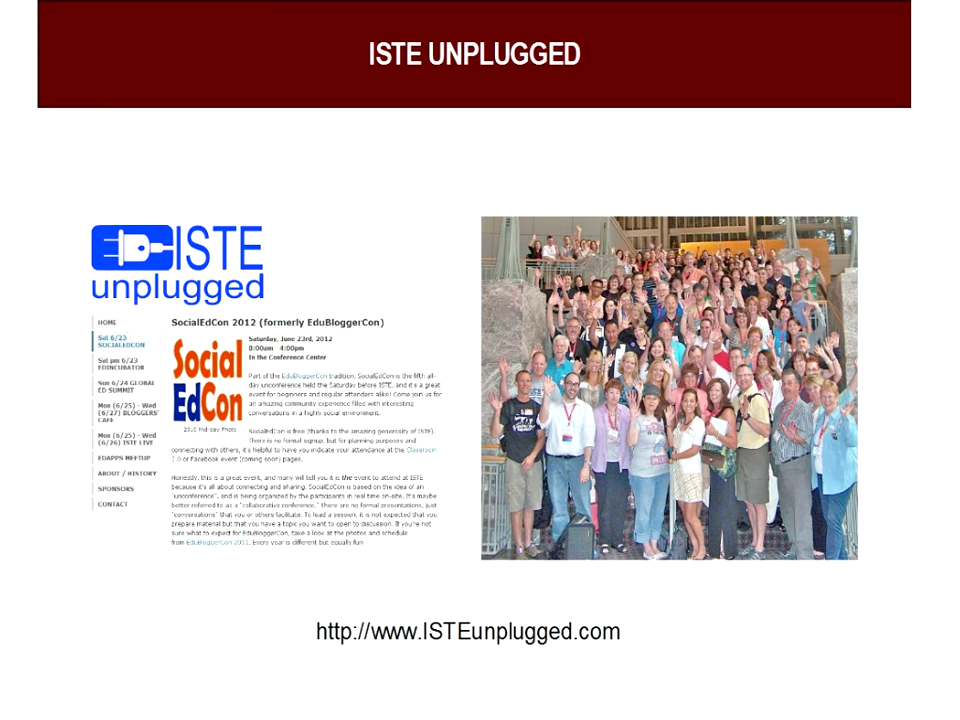 ISTE UNPLUGGED
ISTE
unplugged
HOME
Sat 6/23
SOCIALEDCON
Sat pm 6/23
EDINCUBATOR
Sun 6/24 GLOBAL
ED SUMMIT
Mon (6/25) - Wed
(6/27) BLOGGERS'
CAFE
Mon (6/25) - Wed
(6/26) ISTE LIVE
EDAPPS MEETUP
ABOUT / HISTORY
SPONSORS
CONTACT
SocialEdCon 2012 (formerly EduBloggerCon)
Social
EdCon
2010 Mid-day Photo
Saturday, June 23rd, 2012
8:00am 4:00pm
In the Conference Center
Part of the EduBloggerCon tradition, SocialEdCon is the fifth all-
day unconference held the Saturday before ISTE, and it's a great
event for beginners and regular attenders alike! Come join us for
an amazing community experience filled with interesting
conversations in a highly social environment.
SocialEdCon is free (thanks to the amazing generosity of ISTE).
There is no formal signup, but for planning purposes and
connecting with others, it's helpful to have you indicate your attendance at the Classroom
2.0 or Facebook event (coming soon) pages.
Honestly, this is a great event, and many will tell you it is the event to attend at ISTE
because it's all about connecting and sharing. SocialEdCon is based on the idea of an
"unconference", and is being organized by the participants in real time on-site. It's maybe
better referred to as a "collaborative conference." There are no formal presentations, just
"conversations" that you or others facilitate. To lead a session, it is not expected that you
prepare material but that you have a topic you want to open to discussion. If you're not
sure what to expect for EduBloggerCon, take a look at the photos and schedule
from EduBloggerCon 2011. Every year is different but equally fun!
http://www.ISTEunplugged.com